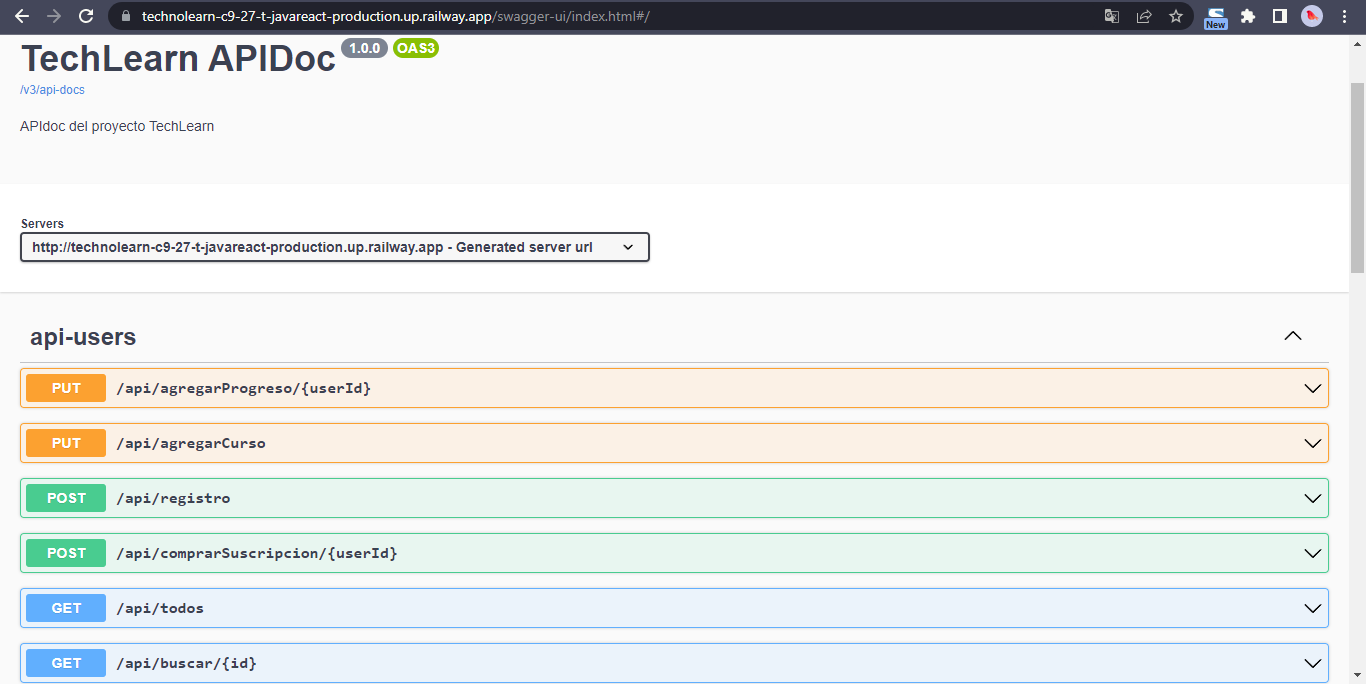 technolearn-c9-27-t-javareact-production.up.railway.app/swagger-ui/index.html#/
New
TechLearn APIDoc 1.0.0 OAS3
/v3/api-docs
APIdoc del proyecto TechLearn
Servers
http://technolearn-c9-27-t-javareact-production.up.railway.app - Generated server url
api-users
PUT /api/agregarProgreso/{userId}
PUT /api/agregarCurso
POST /api/registro
POST /api/comprarSuscripcion/{userId}
GET /api/todos
GET /api/buscar/{id}